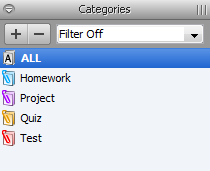 Categories
Filter Off
ALL
Homework
Project
Quiz
Test